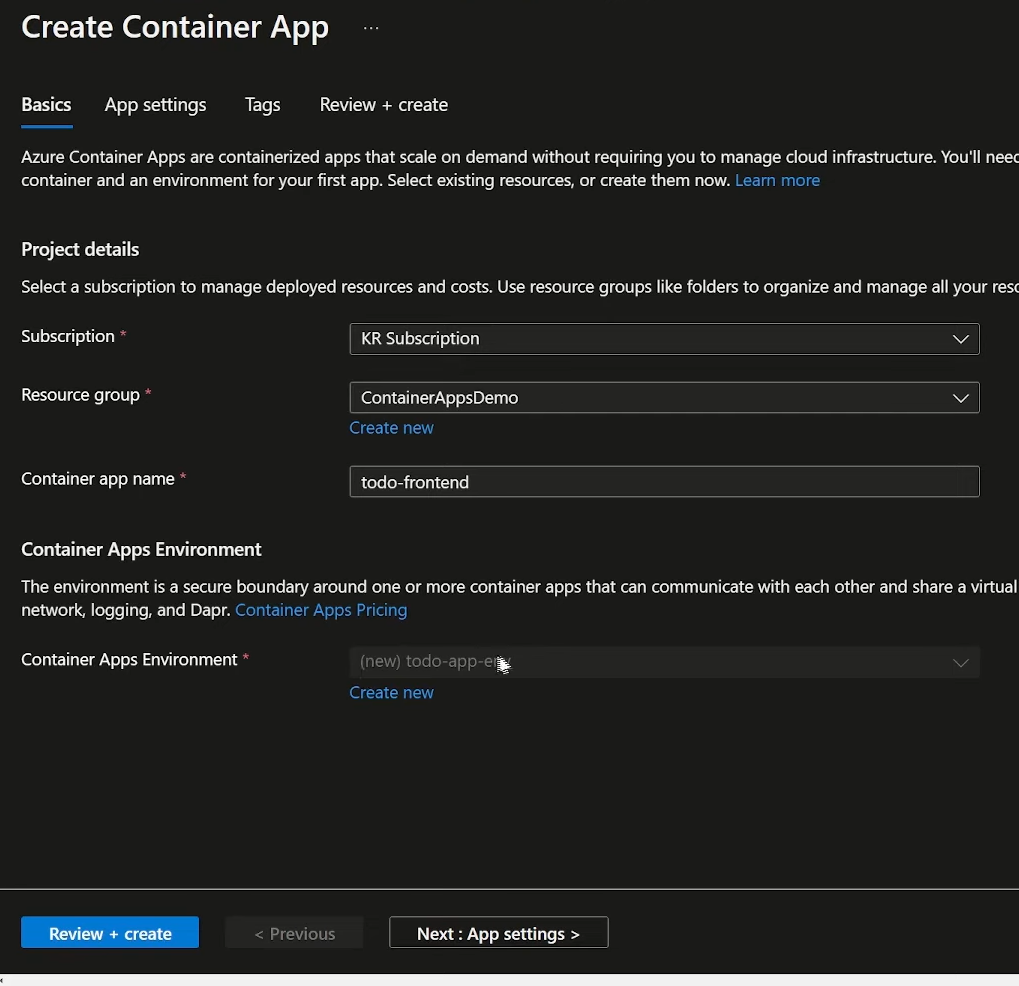 Create Container App ...
Basics App settings Tags Review + create
Azure Container Apps are containerized apps that scale on demand without requiring you to manage cloud infrastructure. You'll
container and an environment for your first app. Select existing resources, or create them now. Learn more
Project details
Select a subscription to manage deployed resources and costs. Use resource groups like folders to organize and manage all your
Subscription *
KR Subscription
Resource group *
ContainerAppsDemo
Create new
Container app name *
todo-frontend
Container Apps Environment
The environment is a secure boundary around one or more container apps that can communicate with each other and share a virtual
network, logging, and Dapr. Container Apps Pricing
Container Apps Environment *
(new) todo-app-env
Create new
Review + create < Previous Next : App settings >